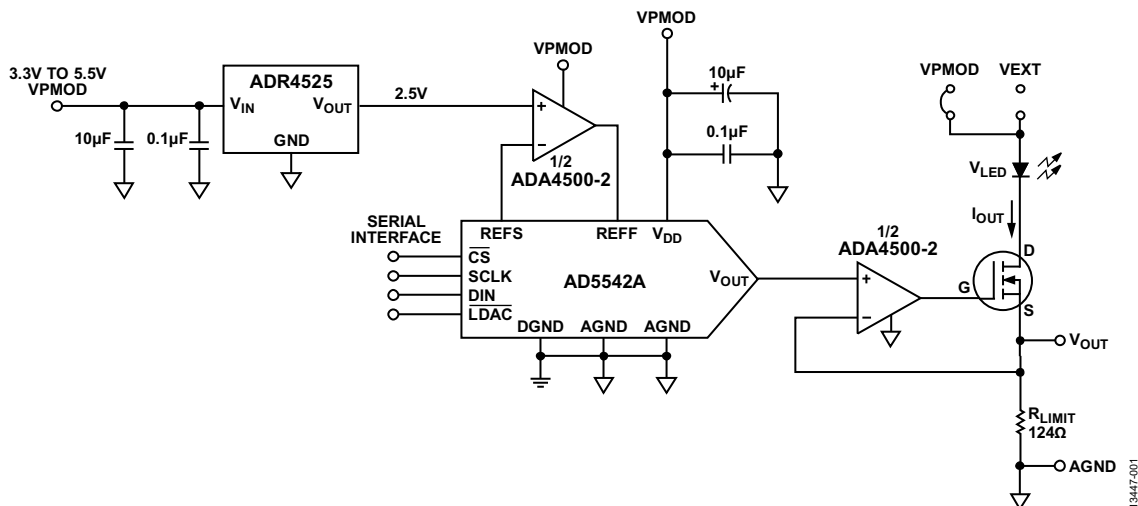 3.3V TO 5.5V
VPMOD
10µF
0.1µF
ADR4525
VIN
VOUT
GND
2.5V
VPMOD
+
−
1/2
ADA4500-2
VPMOD
+
10µF
0.1µF
SERIAL
INTERFACE
REFS
REFF
VDD
CS
SCLK
DIN
LDAC
AD5542A
VOUT
DGND
AGND
AGND
1/2
ADA4500-2
+
−
VPMOD
VEXT
VLED
IOUT
D
G
S
VOUT
RLIMIT
124Ω
AGND
13447-001